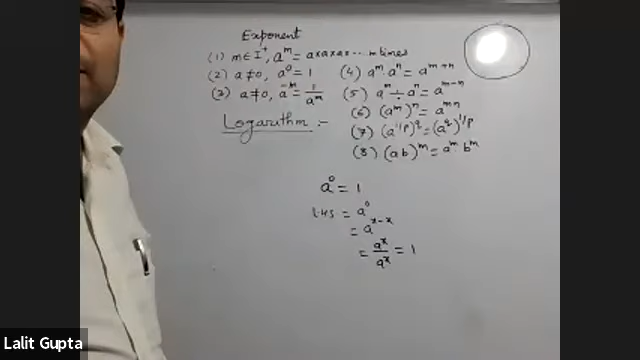 Exponent
(1) m∈I⁺, aᵐ = a×a×a×··· m times
(2) a≠0, a⁰ = 1
(3) a≠0, a⁻ᵐ = 1/aᵐ
(4) aᵐ aⁿ = aᵐ⁺ⁿ
(5) aᵐ ÷ aⁿ = aᵐ⁻ⁿ
(6) (aᵐ)ⁿ = aᵐⁿ
(7) (a^{1/p})^q = (a^q)^{1/p}
(8) (ab)ᵐ = aᵐ bᵐ
Logarithm :-
a⁰ = 1
LHS = a⁰
= a^{x-x}
= aˣ/aˣ = 1
Lalit Gupta